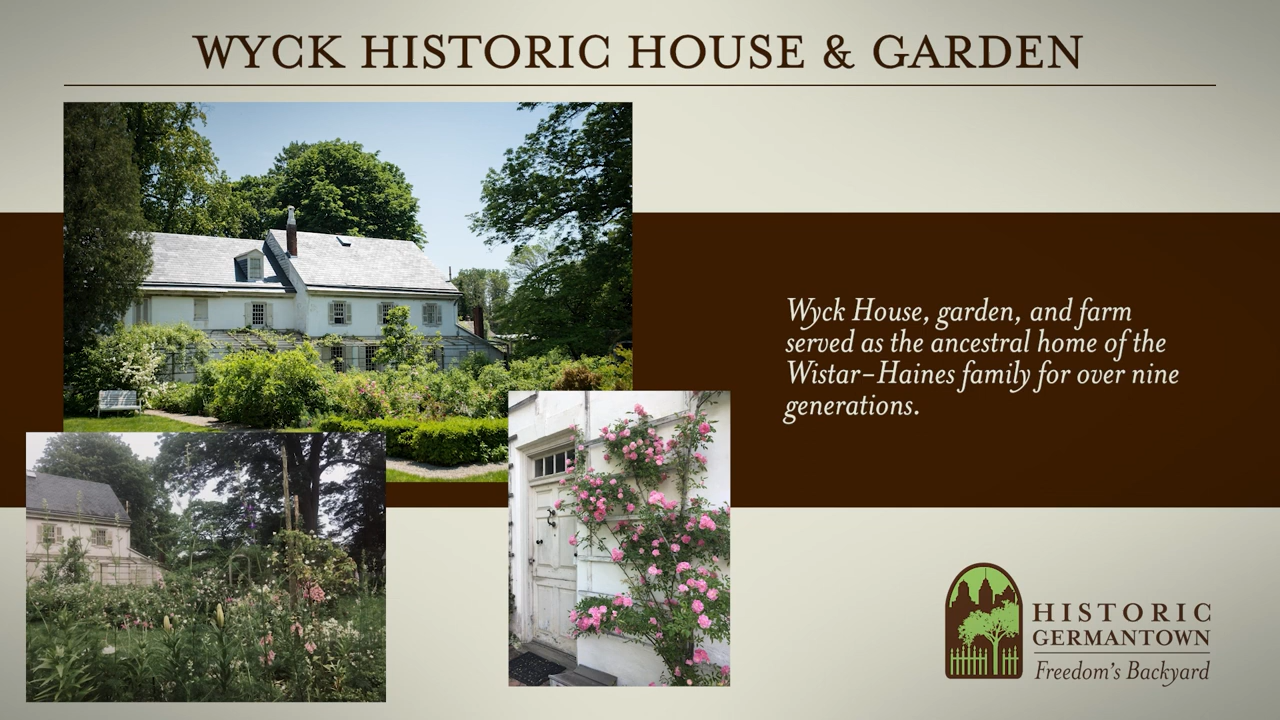 WYCK HISTORIC HOUSE & GARDEN
Wyck House, garden, and farm
served as the ancestral home of the
Wistar–Haines family for over nine
generations.
HISTORIC
GERMANTOWN
Freedom's Backyard